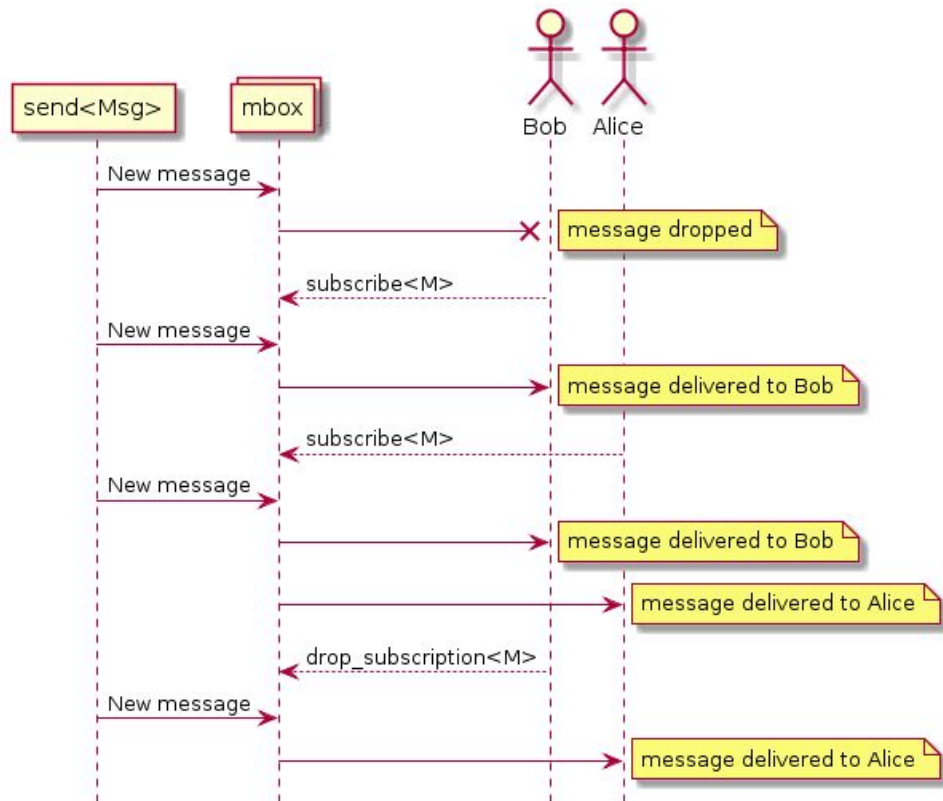 send<Msg>
mbox
Bob
Alice
New message
message dropped
subscribe<M>
New message
message delivered to Bob
subscribe<M>
New message
message delivered to Bob
message delivered to Alice
drop_subscription<M>
New message
message delivered to Alice